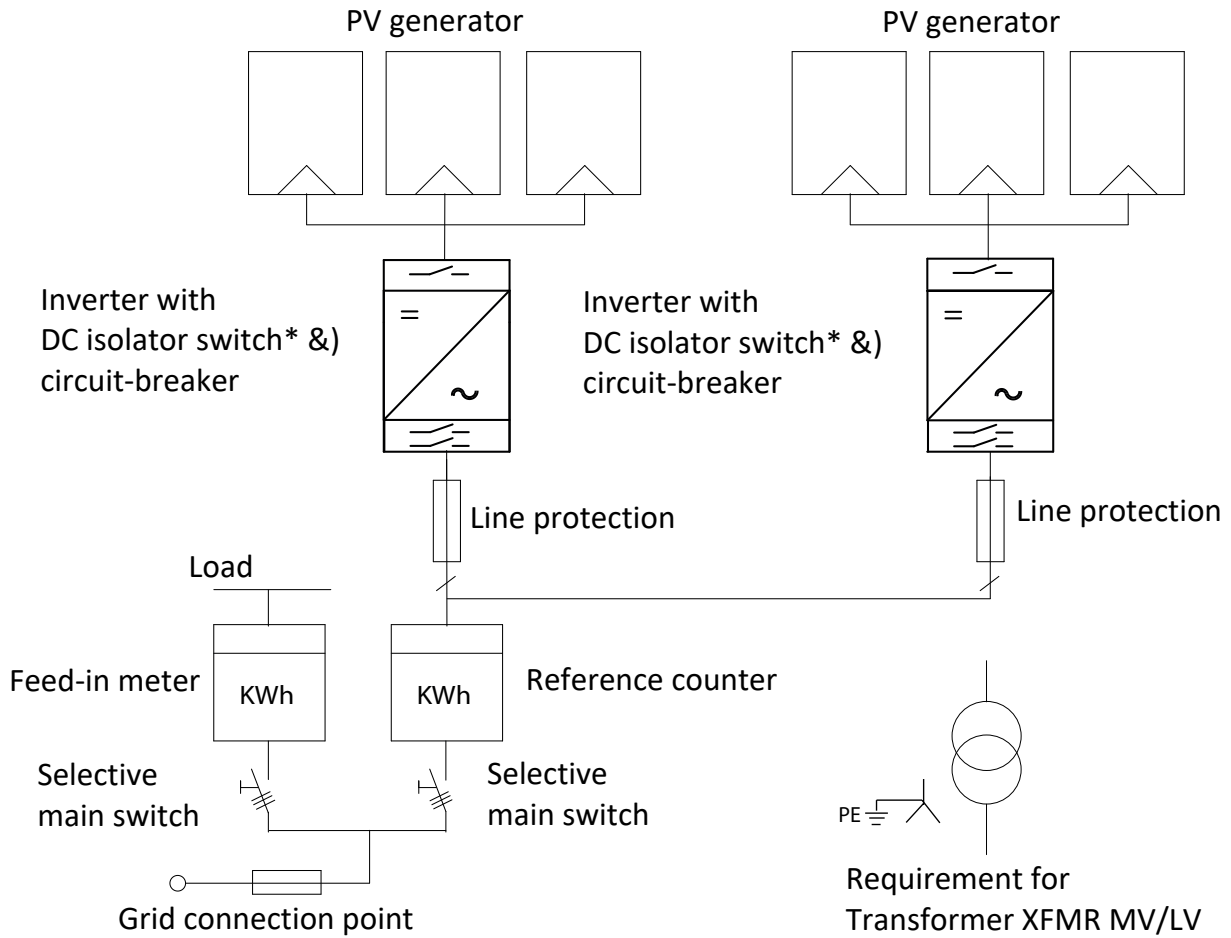 PV generator
PV generator
Inverter with
DC isolator switch* &)
circuit-breaker
Inverter with
DC isolator switch* &)
circuit-breaker
Line protection
Line protection
Load
Feed-in meter
KWh
KWh
Reference counter
Selective
main switch
Selective
main switch
PE
Grid connection point
Requirement for
Transformer XFMR MV/LV